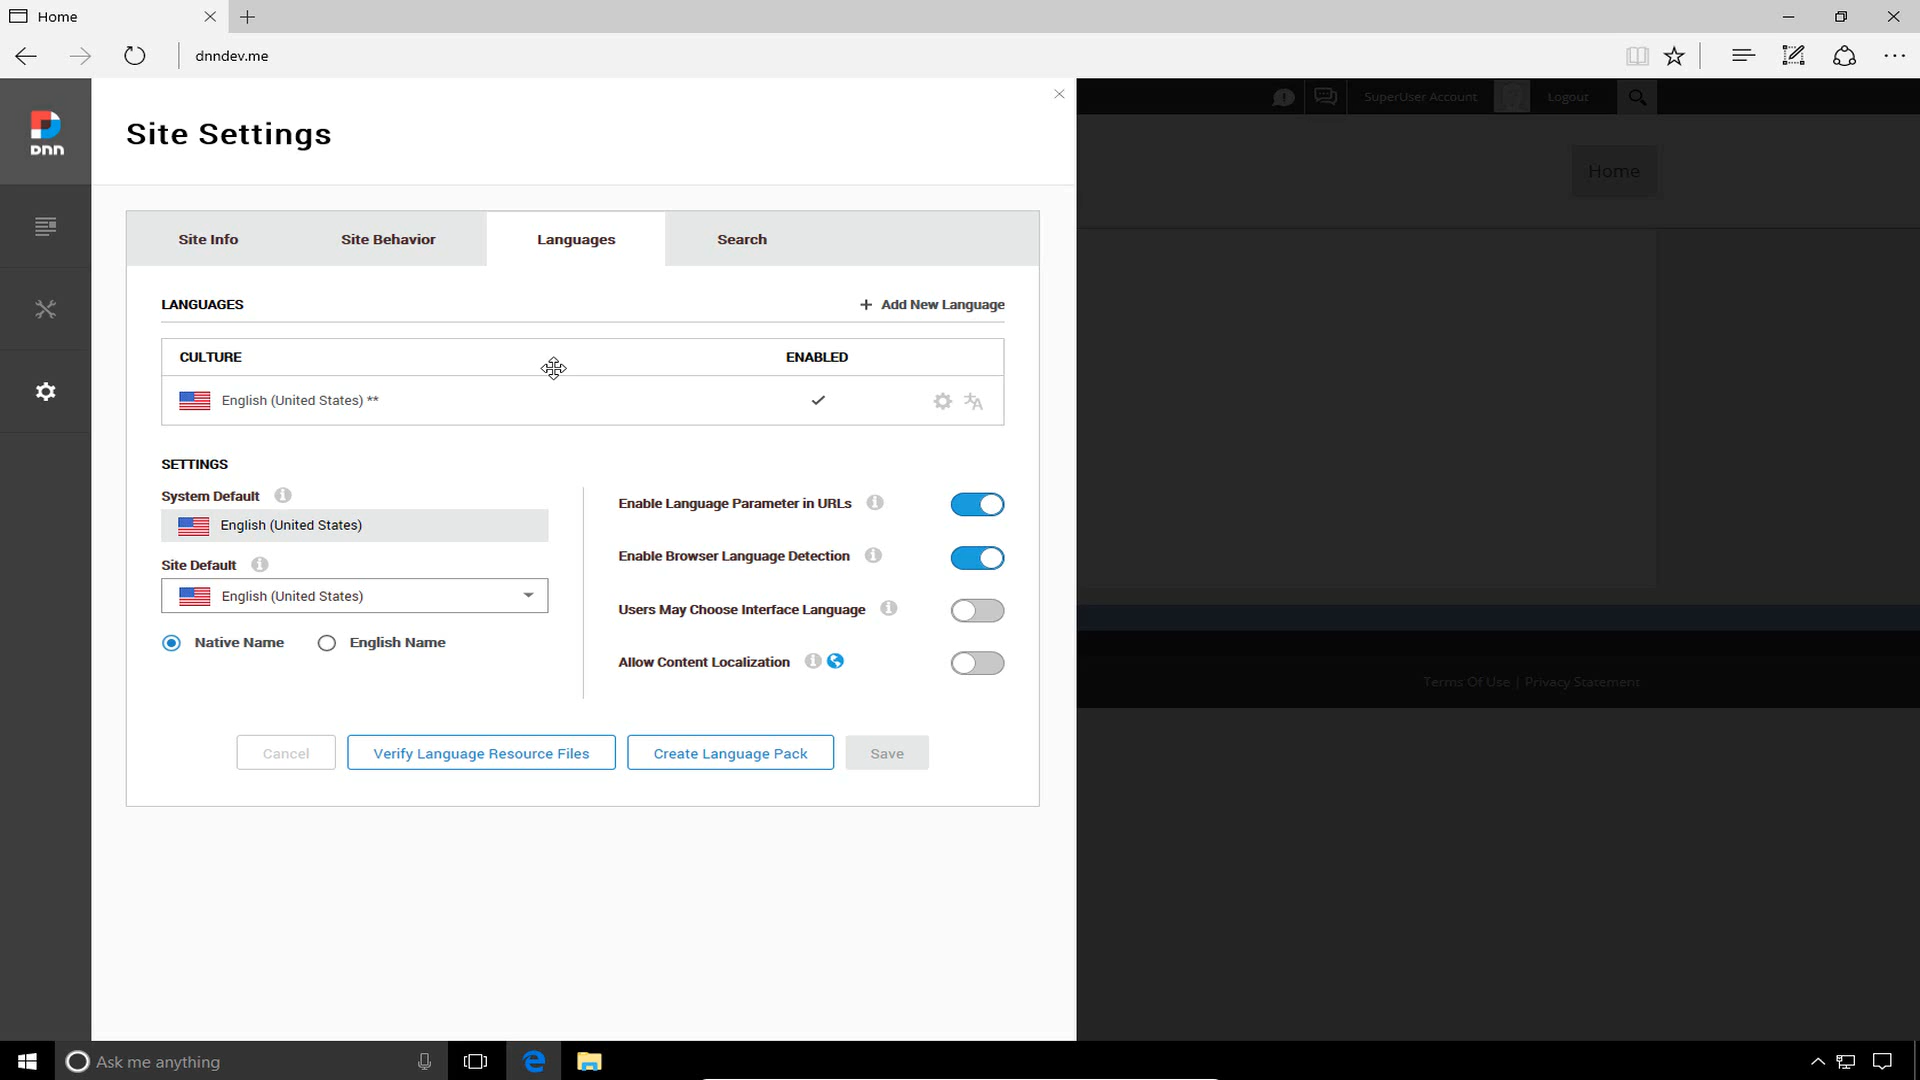 Home
dnndev.me
Site Settings
SuperUser Account
Logout
Dnn
Home
Site Info
Site Behavior
Languages
Search
LANGUAGES
+ Add New Language
CULTURE
ENABLED
English (United States) **
SETTINGS
System Default
English (United States)
Site Default
English (United States)
Native Name
English Name
Enable Language Parameter in URLs
Enable Browser Language Detection
Users May Choose Interface Language
Allow Content Localization
Terms Of Use | Privacy Statement
Cancel
Verify Language Resource Files
Create Language Pack
Save
Ask me anything